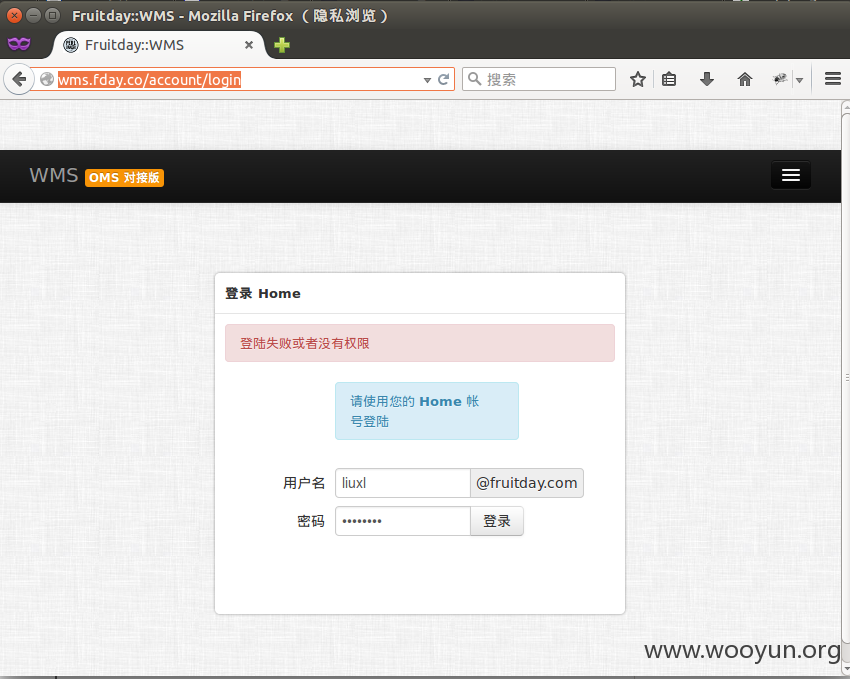 Fruitday::WMS - Mozilla Firefox （隐私浏览）
Fruitday::WMS
wms.fday.co/account/login
搜索
WMS OMS 对接版
登录 Home
登陆失败或者没有权限
请使用您的 Home 帐
号登陆
用户名 liuxl @fruitday.com
密码 •••••••• 登录
www.wooyun.org